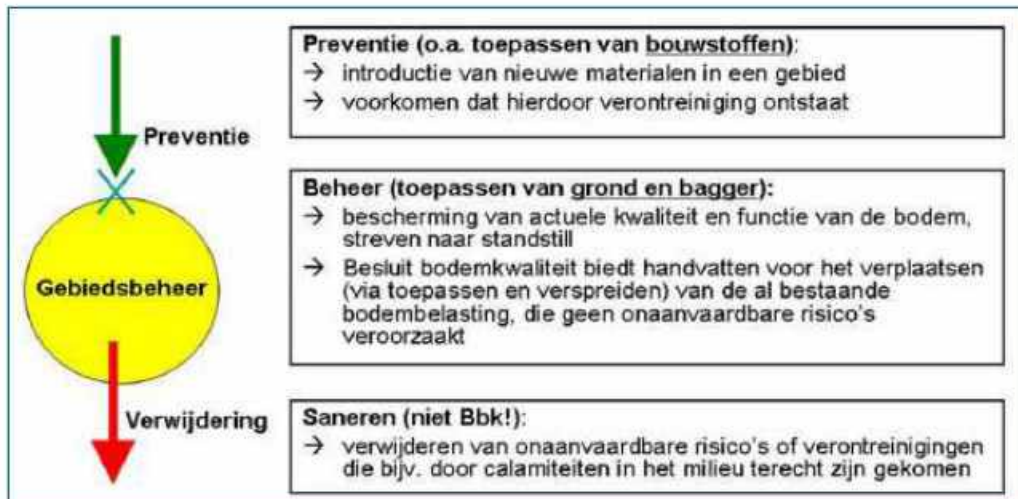 Preventie (o.a. toepassen van bouwstoffen):
→ introductie van nieuwe materialen in een gebied
→ voorkomen dat hierdoor verontreiniging ontstaat
Preventie
Beheer (toepassen van grond en bagger):
→ bescherming van actuele kwaliteit en functie van de bodem,
streven naar standstill
→ Besluit bodemkwaliteit biedt handvatten voor het verplaatsen
(via toepassen en verspreiden) van de al bestaande
bodembelasting, die geen onaanvaardbare risico's
veroorzaakt
Gebiedsbeheer
Verwijdering
Saneren (niet Bbk!):
→ verwijderen van onaanvaardbare risico's of verontreinigingen
die bijv. door calamiteiten in het milieu terecht zijn gekomen